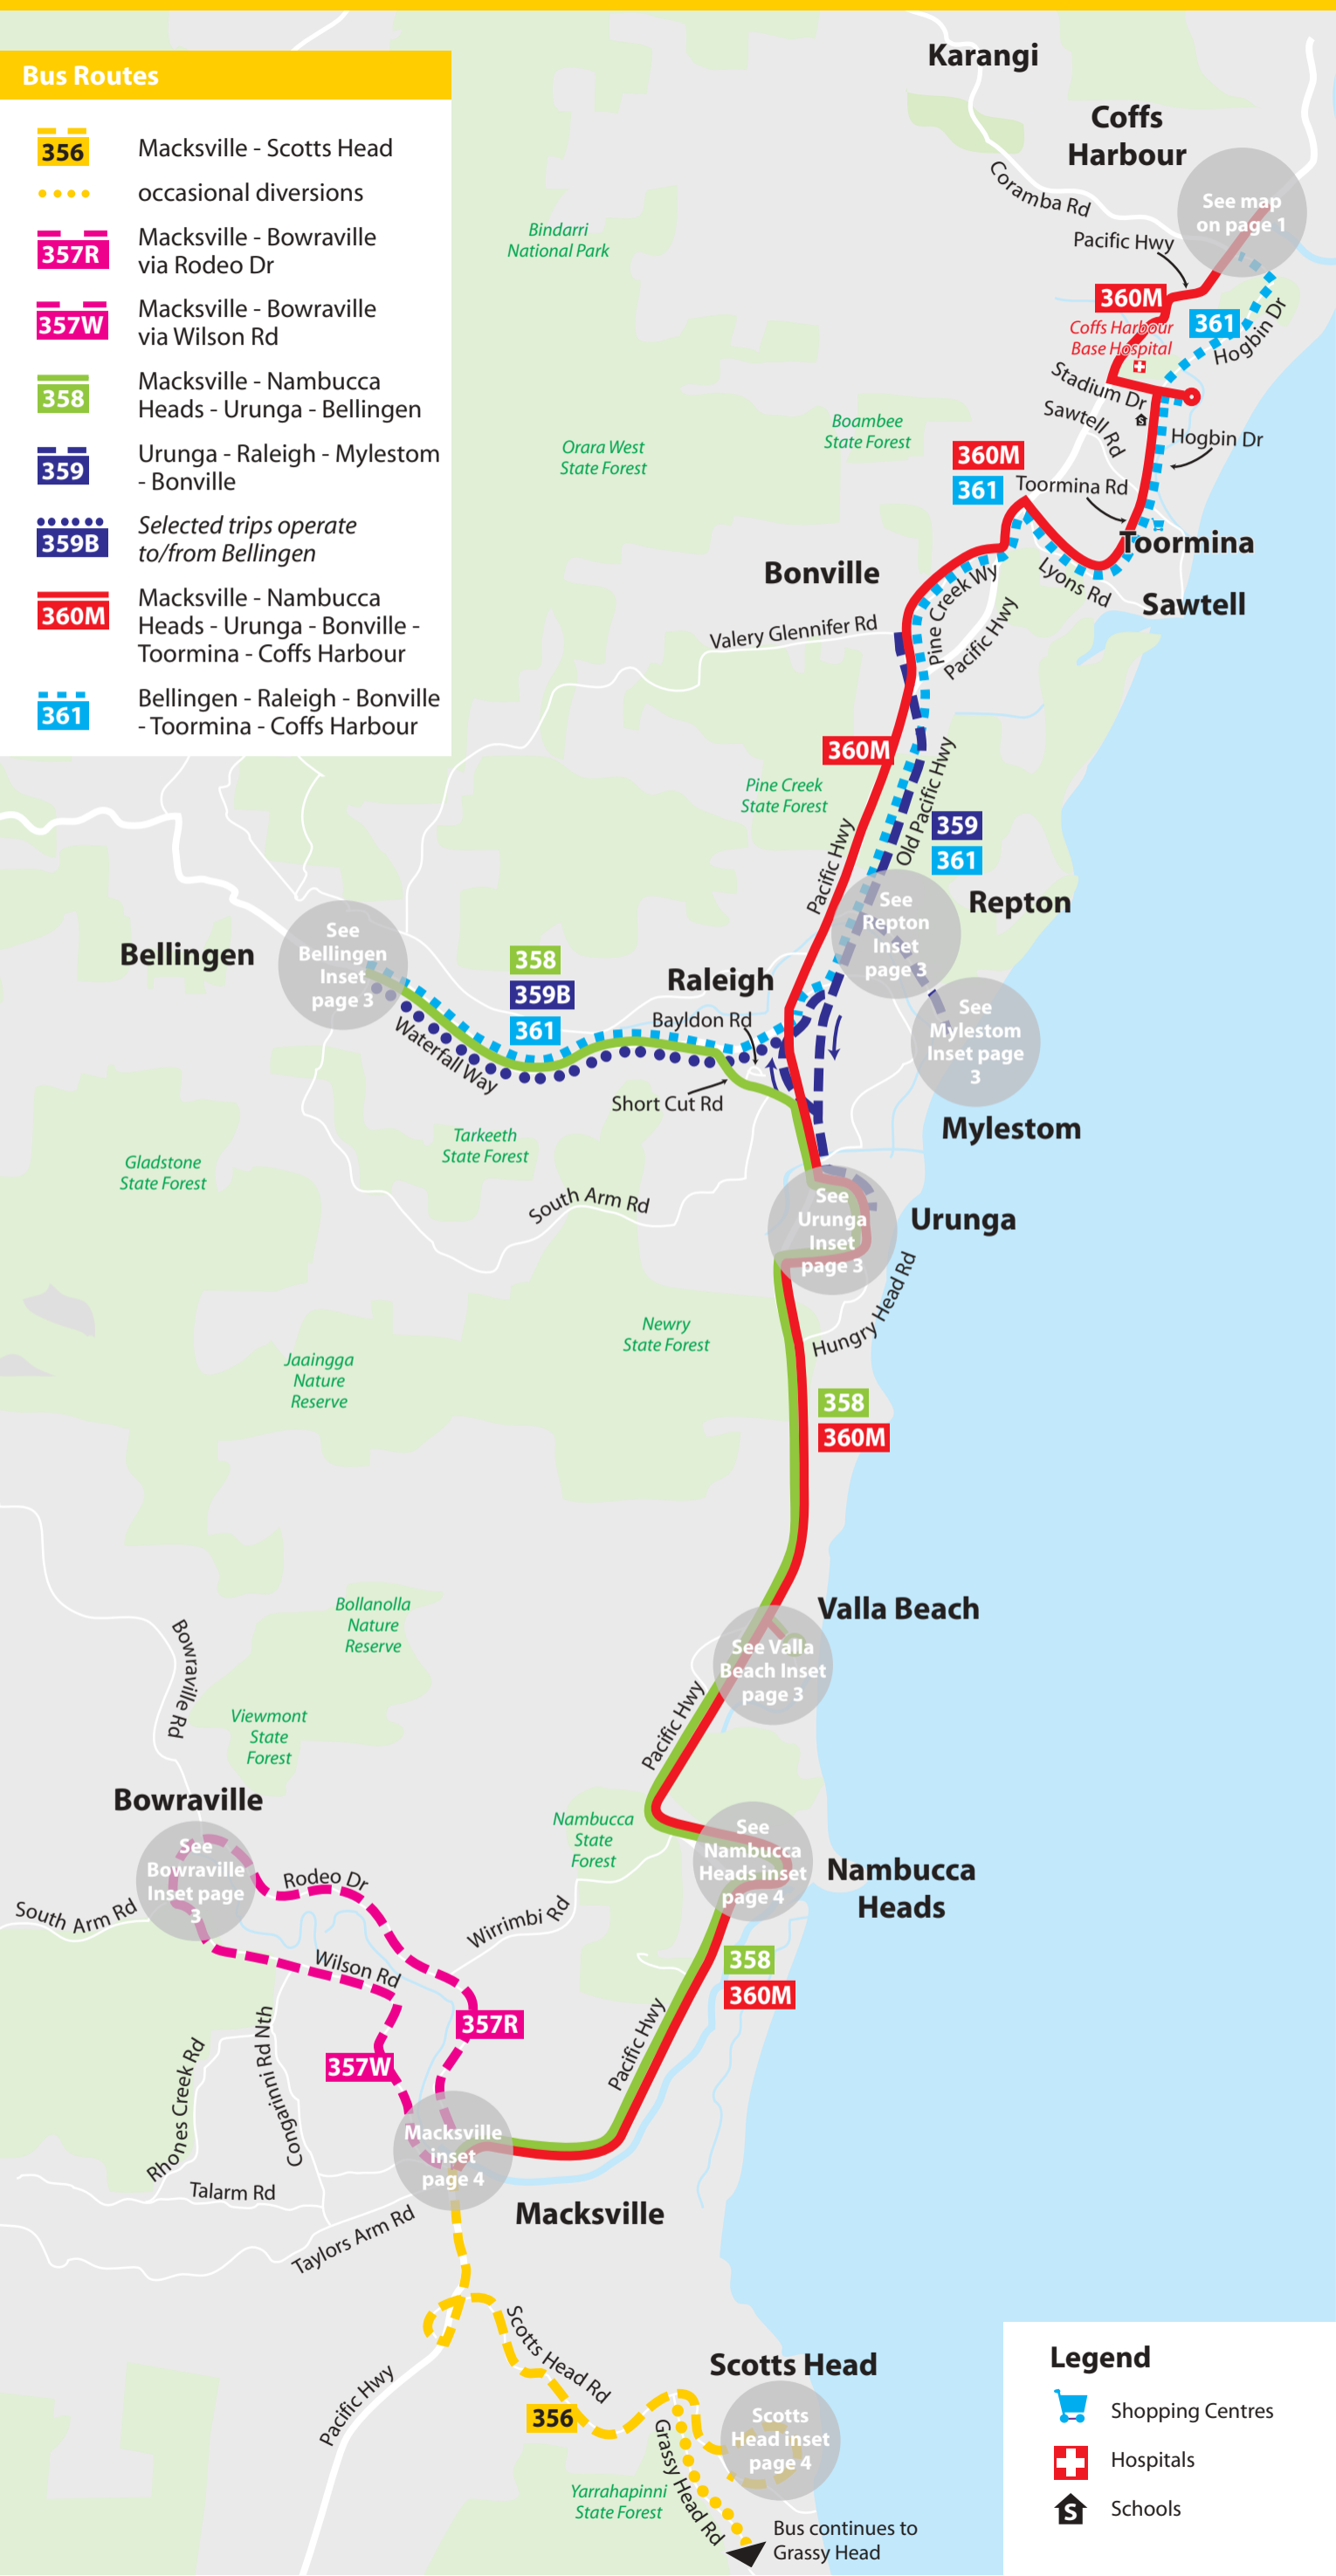 Bus Routes
356
Macksville - Scotts Head
occasional diversions
357R
Macksville - Bowraville
via Rodeo Dr
357W
Macksville - Bowraville
via Wilson Rd
358
Macksville - Nambucca
Heads - Urunga - Bellingen
359
Urunga - Raleigh - Mylestom
- Bonville
359B
Selected trips operate
to/from Bellingen
360M
Macksville - Nambucca
Heads - Urunga - Bonville -
Toormina - Coffs Harbour
361
Bellingen - Raleigh - Bonville
- Toormina - Coffs Harbour
Karangi
Coffs
Harbour
Coramba Rd
See map
on page 1
Pacific Hwy
360M
361
Hogbin Dr
Coffs Harbour
Base Hospital
Stadium Dr
Sawtell Rd
S
Hogbin Dr
Bindarri
National Park
Boambee
State Forest
Orara West
State Forest
360M
361
Toormina Rd
Toormina
Lyons Rd
Sawtell
Bonville
Valery Glennifer Rd
Pine Creek Wy
Pacific Hwy
360M
Pine Creek
State Forest
Old Pacific Hwy
Pacific Hwy
359
361
See
Repton
Inset
page 3
Repton
Bellingen
See
Bellingen
Inset
page 3
358
359B
361
Raleigh
Bayldon Rd
Waterfall Way
Short Cut Rd
See
Mylestom
Inset page
3
Mylestom
Tarkeeth
State Forest
Gladstone
State Forest
South Arm Rd
See
Urunga
Inset
page 3
Urunga
Hungry Head Rd
Newry
State Forest
Jaaingga
Nature
Reserve
358
360M
Bollanolla
Nature
Reserve
Valla Beach
See Valla
Beach Inset
page 3
Bowraville Rd
Viewmont
State
Forest
Pacific Hwy
Bowraville
See
Bowraville
Inset page
3
Rodeo Dr
South Arm Rd
Nambucca
State
Forest
See
Nambucca
Heads inset
page 4
Nambucca
Heads
Wirrimbi Rd
Wilson Rd
358
360M
357R
357W
Pacific Hwy
Congarinni Rd Nth
Rhones Creek Rd
Macksville
inset
page 4
Talarm Rd
Taylors Arm Rd
Macksville
Scotts Head Rd
Pacific Hwy
356
Scotts Head
Scotts
Head inset
page 4
Grassy Head Rd
Yarrahapinni
State Forest
Bus continues to
Grassy Head
Legend
Shopping Centres
Hospitals
S
Schools